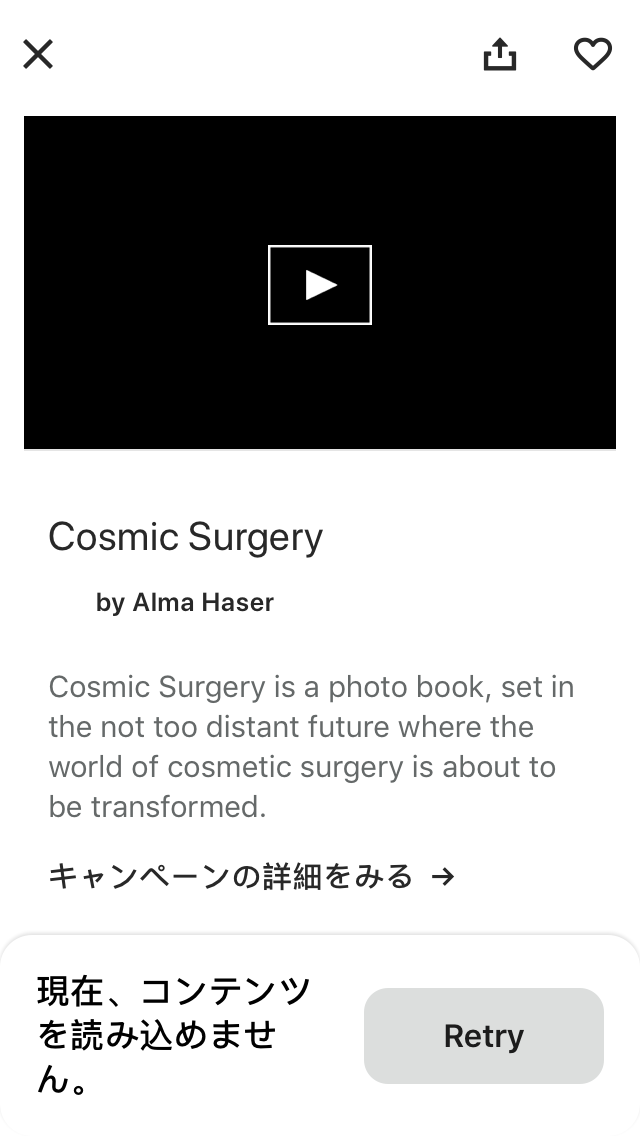 Cosmic Surgery
by Alma Haser
Cosmic Surgery is a photo book, set in
the not too distant future where the
world of cosmetic surgery is about to
be transformed.
キャンペーンの詳細をみる →
現在、コンテンツ
を読み込めませ
ん。
Retry